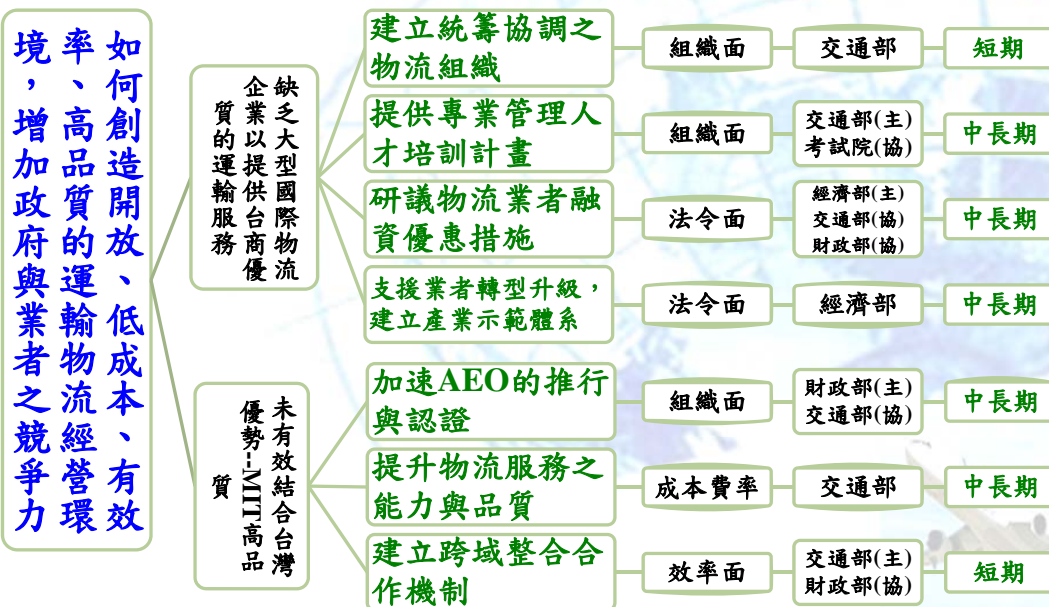 如何創造開放、低成本、有效
率、高品質的運輸物流經營環
境，增加政府與業者之競爭力
缺乏大型國際物流
企業以提供台商優
質的運輸服務
建立統籌協調之
物流組織
組織面
交通部
短期
提供專業管理人
才培訓計畫
組織面
交通部(主)
考試院(協)
中長期
研議物流業者融
資優惠措施
法令面
經濟部(主)
交通部(協)
財政部(協)
中長期
支援業者轉型升級，
建立產業示範體系
法令面
經濟部
中長期
未有效結合台灣
優勢--MIT高品
質
加速AEO的推行
與認證
組織面
財政部(主)
交通部(協)
中長期
提升物流服務之
能力與品質
成本費率
交通部
中長期
建立跨域整合合
作機制
效率面
交通部(主)
財政部(協)
短期